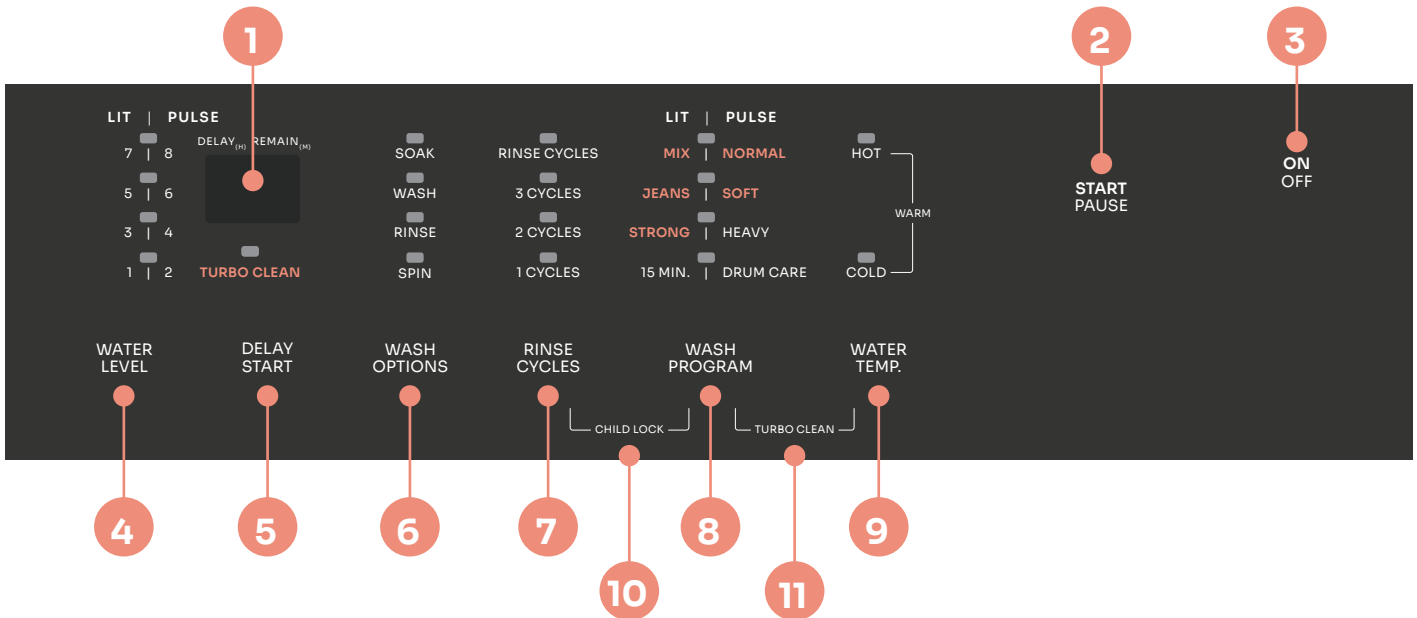 1
2
3
LIT | PULSE
LIT | PULSE
DELAY(H) REMAIN(M)
7 | 8
SOAK
RINSE CYCLES
MIX | NORMAL
HOT
ON
OFF
START
PAUSE
5 | 6
WASH
3 CYCLES
JEANS | SOFT
WARM
3 | 4
RINSE
2 CYCLES
STRONG | HEAVY
1 | 2
TURBO CLEAN
SPIN
1 CYCLES
15 MIN. | DRUM CARE
COLD
WATER
LEVEL
DELAY
START
WASH
OPTIONS
RINSE
CYCLES
WASH
PROGRAM
WATER
TEMP.
CHILD LOCK
TURBO CLEAN
4
5
6
7
8
9
10
11